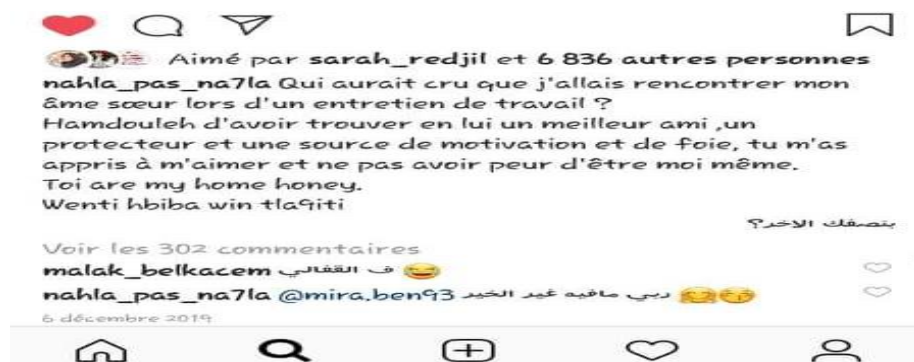 Aimé par sarah_redjil et 6 836 autres personnes
nahla_pas_na7la Qui aurait cru que j'allais rencontrer mon
âme sœur lors d'un entretien de travail ?
Hamdouleh d'avoir trouver en lui un meilleur ami ,un
protecteur et une source de motivation et de foie, tu m'as
appris à m'aimer et ne pas avoir peur d'être moi même.
Toi are my home honey.
Wenti hbiba win tla9iti
بنصفك الاخر؟
Voir les 302 commentaires
malak_belkacem ف القفالي 😂
nahla_pas_na7la @mira.ben93 ربي مافيه غير الخير 🤗😚
6 décembre 2019